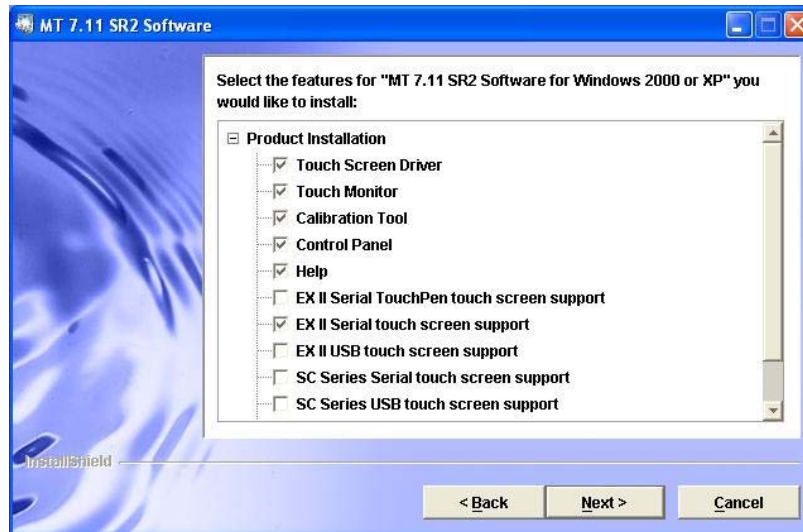 MT 7.11 SR2 Software
Select the features for "MT 7.11 SR2 Software for Windows 2000 or XP" you
would like to install:
Product Installation
Touch Screen Driver
Touch Monitor
Calibration Tool
Control Panel
Help
EX II Serial TouchPen touch screen support
EX II Serial touch screen support
EX II USB touch screen support
SC Series Serial touch screen support
SC Series USB touch screen support
InstallShield
< Back
Next >
Cancel